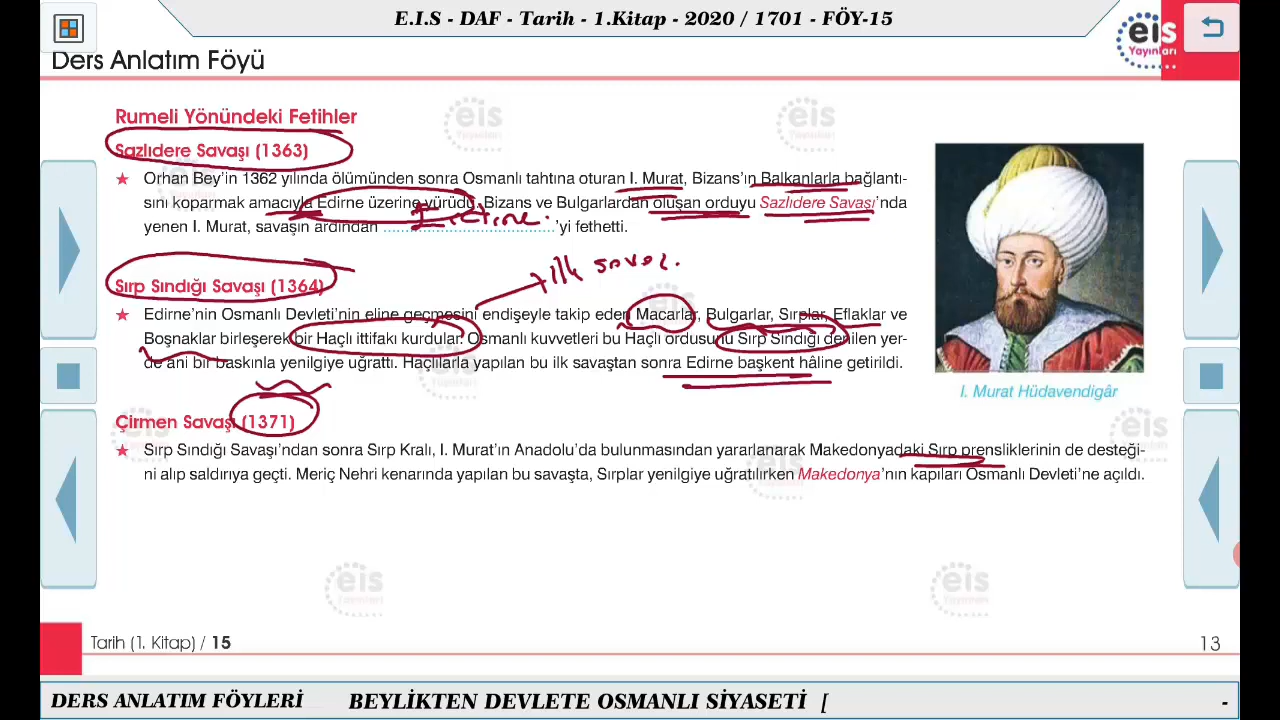 E.I.S - DAF - Tarih - 1.Kitap - 2020 / 1701 - FÖY-15
eis
Yayınları
Ders Anlatım Föyü
Rumeli Yönündeki Fetihler
Sazlıdere Savaşı (1363)
★ Orhan Bey'in 1362 yılında ölümünden sonra Osmanlı tahtına oturan I. Murat, Bizans'ın Balkanlarla bağlantı-
sını koparmak amacıyla Edirne üzerine yürüdü. Bizans ve Bulgarlardan oluşan orduyu Sazlıdere Savaşı'nda
yenen I. Murat, savaşın ardından Edirne. 'yi fethetti.
Sırp Sındığı Savaşı (1364)
ilk savaş.
★ Edirne'nin Osmanlı Devleti'nin eline geçmesini endişeyle takip eden Macarlar, Bulgarlar, Sırplar, Eflaklar ve
Boşnaklar birleşerek bir Haçlı ittifakı kurdular. Osmanlı kuvvetleri bu Haçlı ordusunu Sırp Sındığı denilen yer-
de ani bir baskınla yenilgiye uğrattı. Haçlılarla yapılan bu ilk savaştan sonra Edirne başkent hâline getirildi.
I. Murat Hüdavendigâr
Çirmen Savaşı (1371)
★ Sırp Sındığı Savaşı'ndan sonra Sırp Kralı, I. Murat'ın Anadolu'da bulunmasından yararlanarak Makedonyadaki Sırp prensliklerinin de desteği-
ni alıp saldırıya geçti. Meriç Nehri kenarında yapılan bu savaşta, Sırplar yenilgiye uğratılırken Makedonya'nın kapıları Osmanlı Devleti'ne açıldı.
Tarih (1. Kitap) / 15
13
DERS ANLATIM FÖYLERİ BEYLİKTEN DEVLETE OSMANLI SİYASETİ [ -